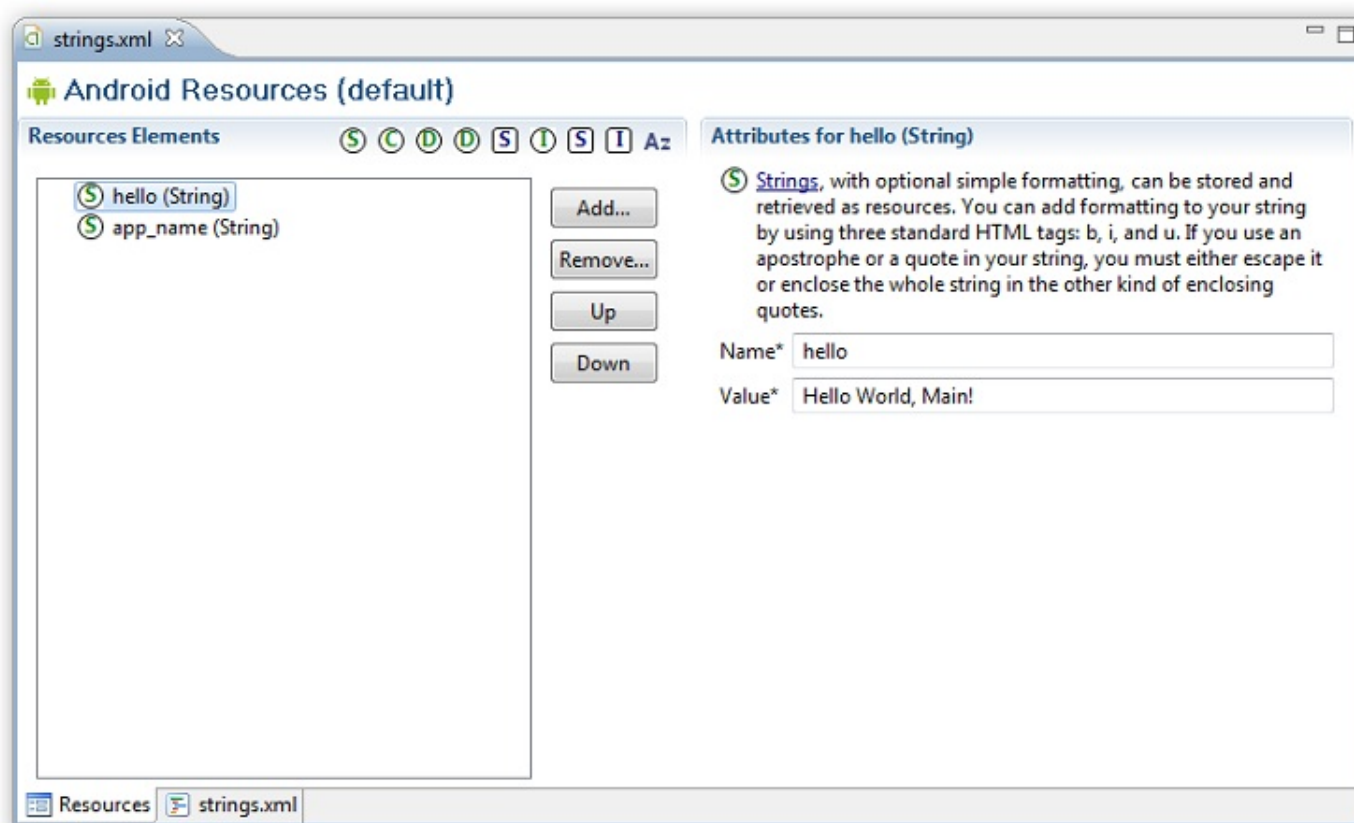 strings.xml
Android Resources (default)
Resources Elements
S C D D S I S I Az
S hello (String)
S app_name (String)
Add...
Remove...
Up
Down
Attributes for hello (String)
S Strings, with optional simple formatting, can be stored and
retrieved as resources. You can add formatting to your string
by using three standard HTML tags: b, i, and u. If you use an
apostrophe or a quote in your string, you must either escape it
or enclose the whole string in the other kind of enclosing
quotes.
Name* hello
Value* Hello World, Main!
Resources strings.xml